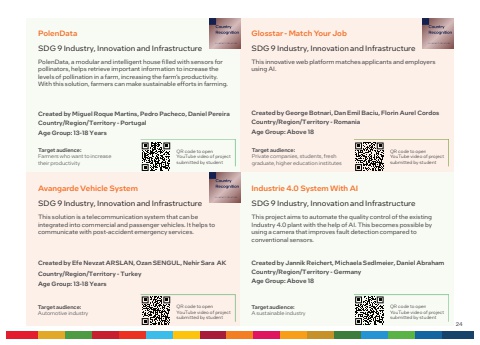 PolenData
Country
Recognition
SDG 9 Industry, Innovation and Infrastructure
PolenData, a modular and intelligent house filled with sensors for
pollinators, helps retrieve important information to increase the
levels of pollination in a farm, increasing the farm's productivity.
With this solution, farmers can make sustainable efforts in farming.
Created by Miguel Roque Martins, Pedro Pacheco, Daniel Pereira
Country/Region/Territory - Portugal
Age Group: 13-18 Years
Target audience:
Farmers who want to increase
their productivity
QR code to open
YouTube video of project
submitted by student
Glosstar - Match Your Job
Country
Recognition
SDG 9 Industry, Innovation and Infrastructure
This innovative web platform matches applicants and employers
using AI.
Created by George Botnari, Dan Emil Baciu, Florin Aurel Cordos
Country/Region/Territory - Romania
Age Group: Above 18
Target audience:
Private companies, students, fresh
graduates, higher education institutes
QR code to open
YouTube video of project
submitted by student
Avangarde Vehicle System
Country
Recognition
SDG 9 Industry, Innovation and Infrastructure
This solution is a telecommunication system that can be
integrated into commercial and passenger vehicles. It helps to
communicate with post-accident emergency services.
Created by Efe Nevzat ARSLAN, Ozan SENGUL, Nehir Sara AK
Country/Region/Territory - Turkey
Age Group: 13-18 Years
Target audience:
Automotive industry
QR code to open
YouTube video of project
submitted by student
Industrie 4.0 System With AI
SDG 9 Industry, Innovation and Infrastructure
This project aims to automate the quality control of the existing
Industry 4.0 plant with the help of AI. This becomes possible by
using a camera that improves fault detection compared to
conventional sensors.
Created by Jannik Reichert, Michaela Sedlmeier, Daniel Abraham
Country/Region/Territory - Germany
Age Group: Above 18
Target audience:
A sustainable industry
QR code to open
YouTube video of project
submitted by student
24